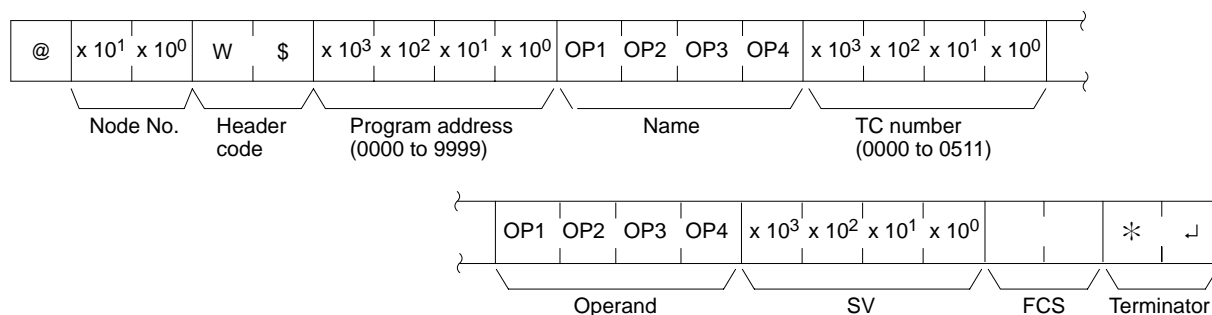 @ x 10¹ x 10⁰ W $ x 10³ x 10² x 10¹ x 10⁰ OP1 OP2 OP3 OP4 x 10³ x 10² x 10¹ x 10⁰
Node No. Header code Program address (0000 to 9999) Name TC number (0000 to 0511)
OP1 OP2 OP3 OP4 x 10³ x 10² x 10¹ x 10⁰ * ↵
Operand SV FCS Terminator